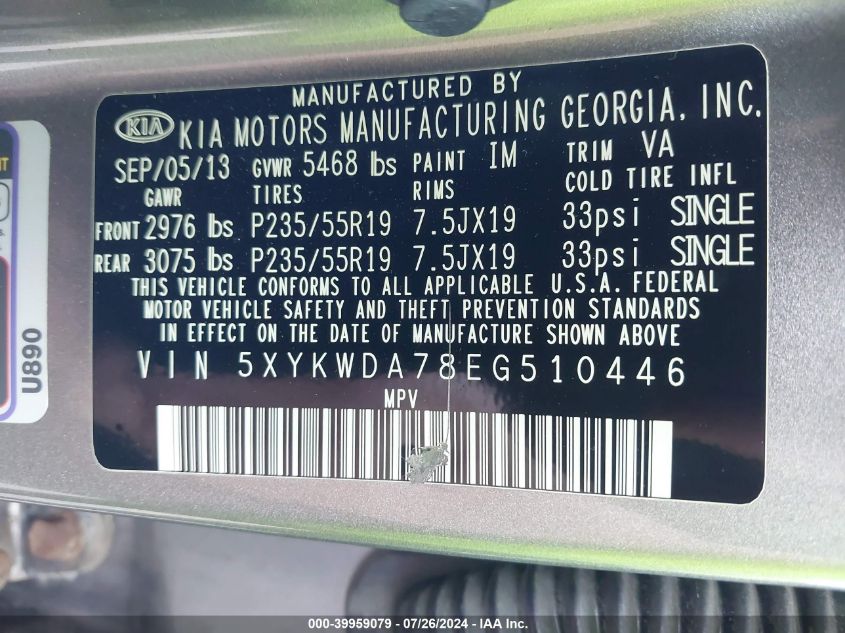 MANUFACTURED BY
KIA KIA MOTORS MANUFACTURING GEORGIA, INC.
SEP/05/13 GVWR 5468 lbs PAINT IM TRIM VA
GAWR TIRES RIMS COLD TIRE INFL
FRONT 2976 lbs P235/55R19 7.5JX19 33psi SINGLE
REAR 3075 lbs P235/55R19 7.5JX19 33psi SINGLE
THIS VEHICLE CONFORMS TO ALL APPLICABLE U.S.A. FEDERAL
MOTOR VEHICLE SAFETY AND THEFT PREVENTION STANDARDS
IN EFFECT ON THE DATE OF MANUFACTURE SHOWN ABOVE
VIN 5XYKWDA78EG510446
MPV
U890
000-39959079 / 07/26/2024 - IAA Inc.